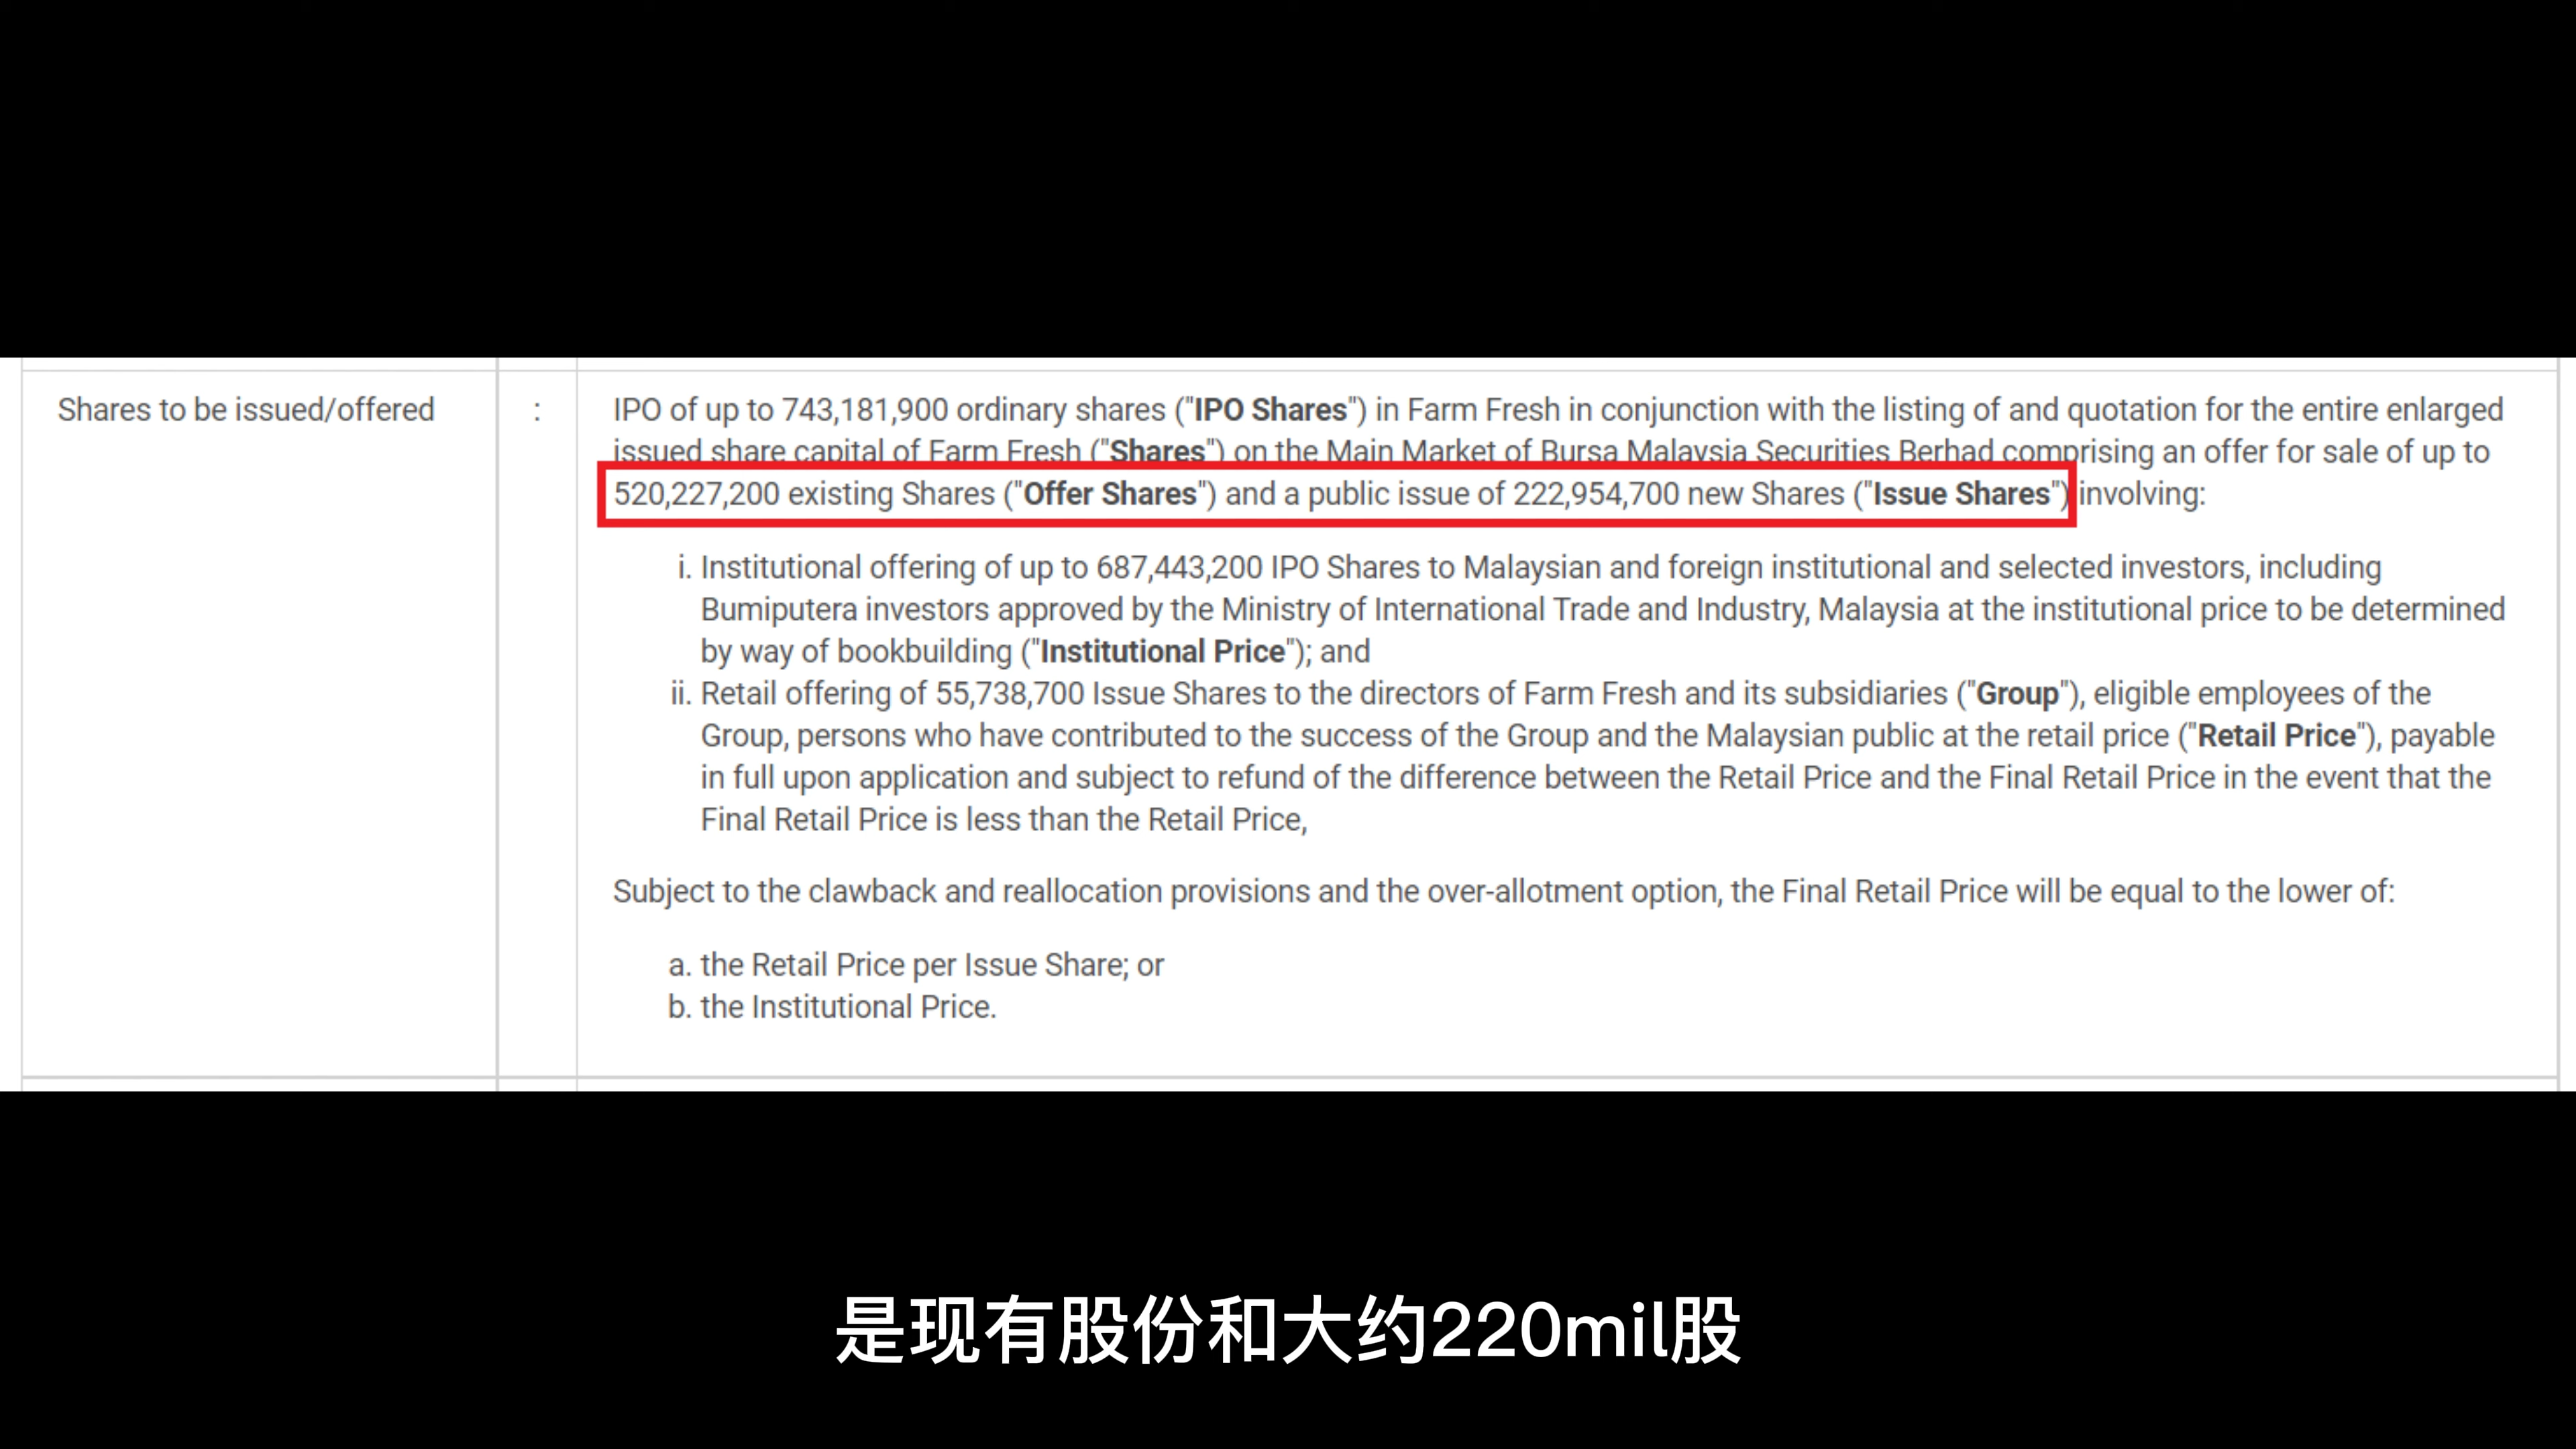 Shares to be issued/offered
:
IPO of up to 743,181,900 ordinary shares ("IPO Shares") in Farm Fresh in conjunction with the listing of and quotation for the entire enlarged
issued share capital of Farm Fresh ("Shares") on the Main Market of Bursa Malaysia Securities Berhad comprising an offer for sale of up to
520,227,200 existing Shares ("Offer Shares") and a public issue of 222,954,700 new Shares ("Issue Shares") involving:
i. Institutional offering of up to 687,443,200 IPO Shares to Malaysian and foreign institutional and selected investors, including
Bumiputera investors approved by the Ministry of International Trade and Industry, Malaysia at the institutional price to be determined
by way of bookbuilding ("Institutional Price"); and
ii. Retail offering of 55,738,700 Issue Shares to the directors of Farm Fresh and its subsidiaries ("Group"), eligible employees of the
Group, persons who have contributed to the success of the Group and the Malaysian public at the retail price ("Retail Price"), payable
in full upon application and subject to refund of the difference between the Retail Price and the Final Retail Price in the event that the
Final Retail Price is less than the Retail Price,
Subject to the clawback and reallocation provisions and the over-allotment option, the Final Retail Price will be equal to the lower of:
a. the Retail Price per Issue Share; or
b. the Institutional Price.
是现有股份和大约220mil股